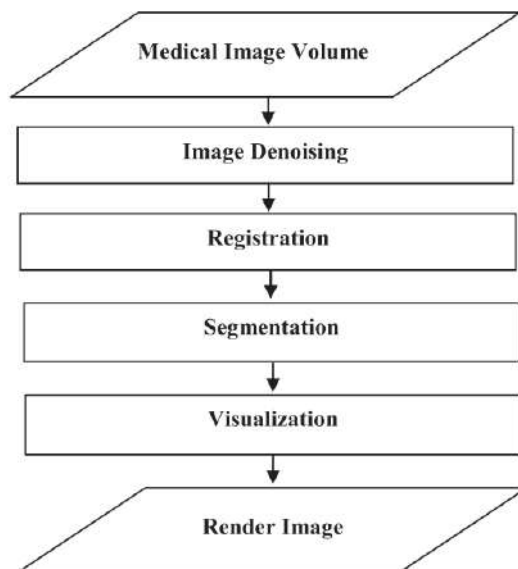 Medical Image Volume
Image Denoising
Registration
Segmentation
Visualization
Render Image